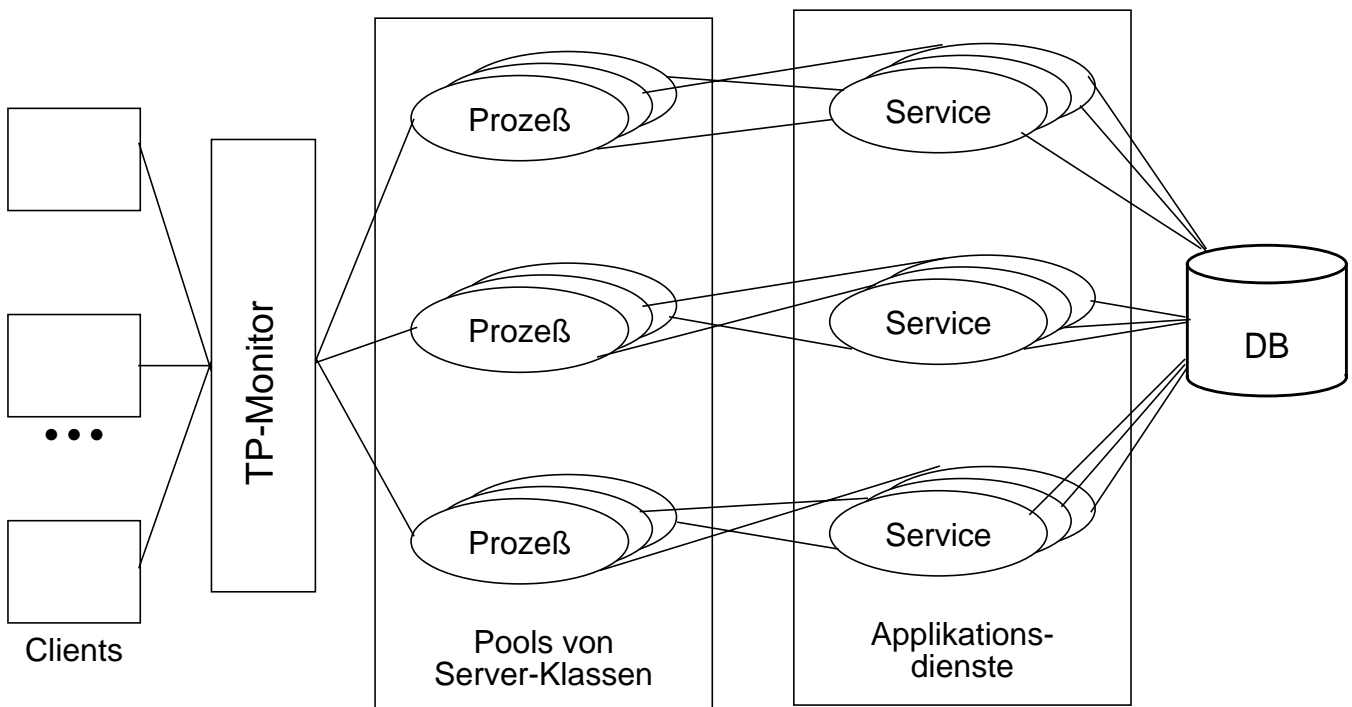 Prozeß
Service
Prozeß
Service
TP-Monitor
DB
Prozeß
Service
Clients
Pools von
Server-Klassen
Applikations-
dienste